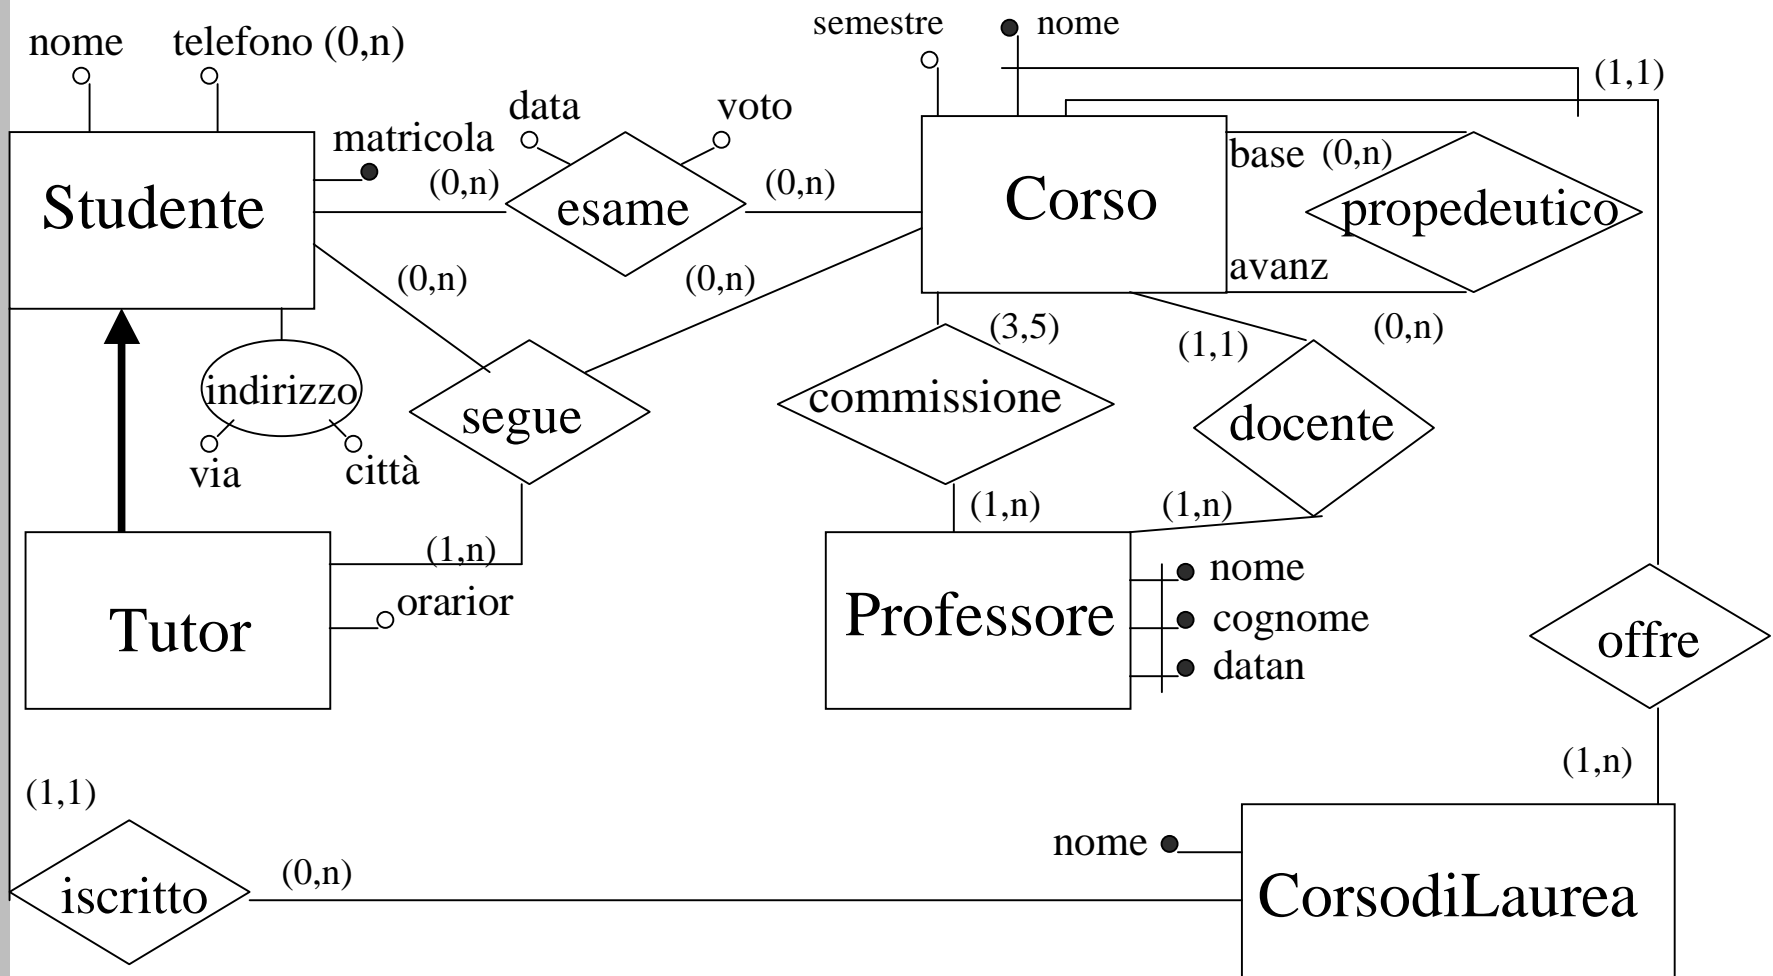 semestre
nome
nome
telefono (0,n)
(1,1)
data
voto
matricola
base (0,n)
(0,n)
(0,n)
Studente
esame
Corso
propedeutico
avanz
(0,n)
(0,n)
(3,5)
(1,1)
(0,n)
indirizzo
segue
commissione
docente
via
città
(1,n)
(1,n)
(1,n)
orarior
nome
Tutor
Professore
cognome
datan
offre
(1,n)
(1,1)
nome
(0,n)
iscritto
CorsodiLaurea